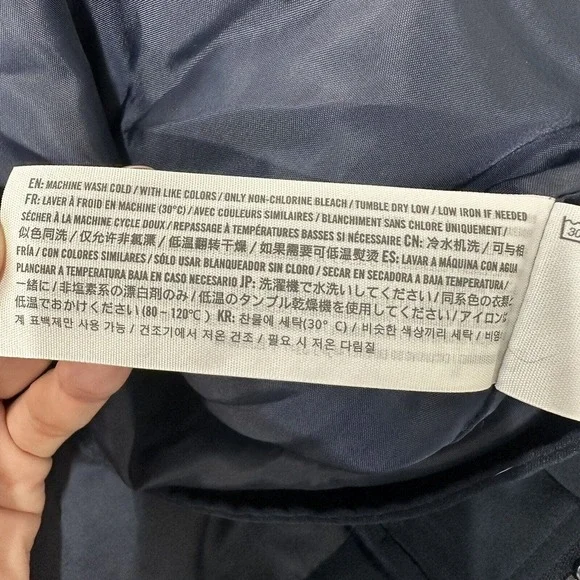 EN: MACHINE WASH COLD / WITH LIKE COLORS / ONLY NON-CHLORINE BLEACH / TUMBLE DRY LOW / LOW IRON IF NEEDED
FR: LAVER À FROID EN MACHINE (30°C) / AVEC COULEURS SIMILAIRES / BLANCHIMENT SANS CHLORE UNIQUEMENT /
SÉCHER À LA MACHINE CYCLE DOUX / REPASSAGE À TEMPÉRATURES BASSES SI NÉCESSAIRE CN: 冷水机洗 / 可与相
似色同洗 / 仅允许非氧漂 / 低温翻转干燥 / 如果需要可低温熨烫 ES: LAVAR A MÁQUINA CON AGUA
FRÍA / CON COLORES SIMILARES / SÓLO USAR BLANQUEADOR SIN CLORO / SECAR EN SECADORA A BAJA TEMPERATURA /
PLANCHAR A TEMPERATURA BAJA EN CASO NECESARIO JP: 洗濯機で水洗いしてください / 同系色の衣
一緒に / 非塩素系の漂白剤のみ / 低温のタンブル乾燥機を使用してください / アイロン
低温でおかけください (80 – 120℃) KR: 찬물에 세탁(30° C) / 비슷한 색상끼리 세탁 / 비염
계 표백제만 사용 가능 / 건조기에서 저온 건조 / 필요 시 저온 다림질
30